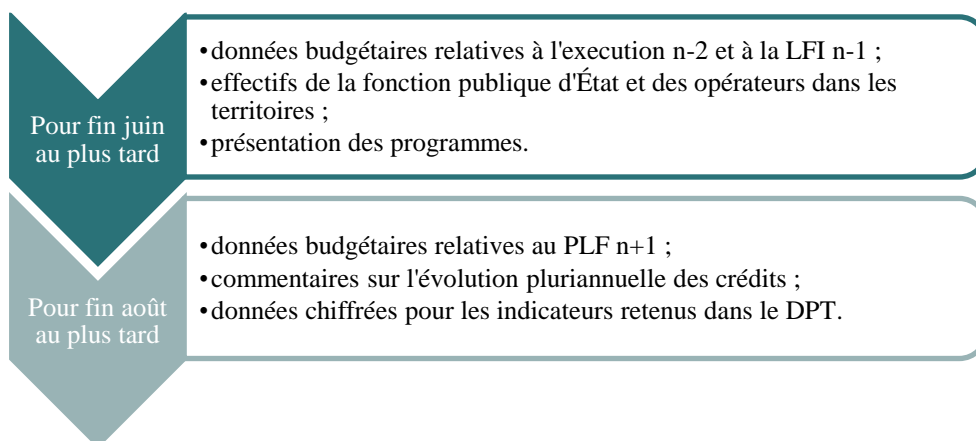 Pour fin juin
au plus tard
•données budgétaires relatives à l'execution n-2 et à la LFI n-1 ;
•effectifs de la fonction publique d'État et des opérateurs dans les
territoires ;
•présentation des programmes.
Pour fin août
au plus tard
•données budgétaires relatives au PLF n+1 ;
•commentaires sur l'évolution pluriannuelle des crédits ;
•données chiffrées pour les indicateurs retenus dans le DPT.